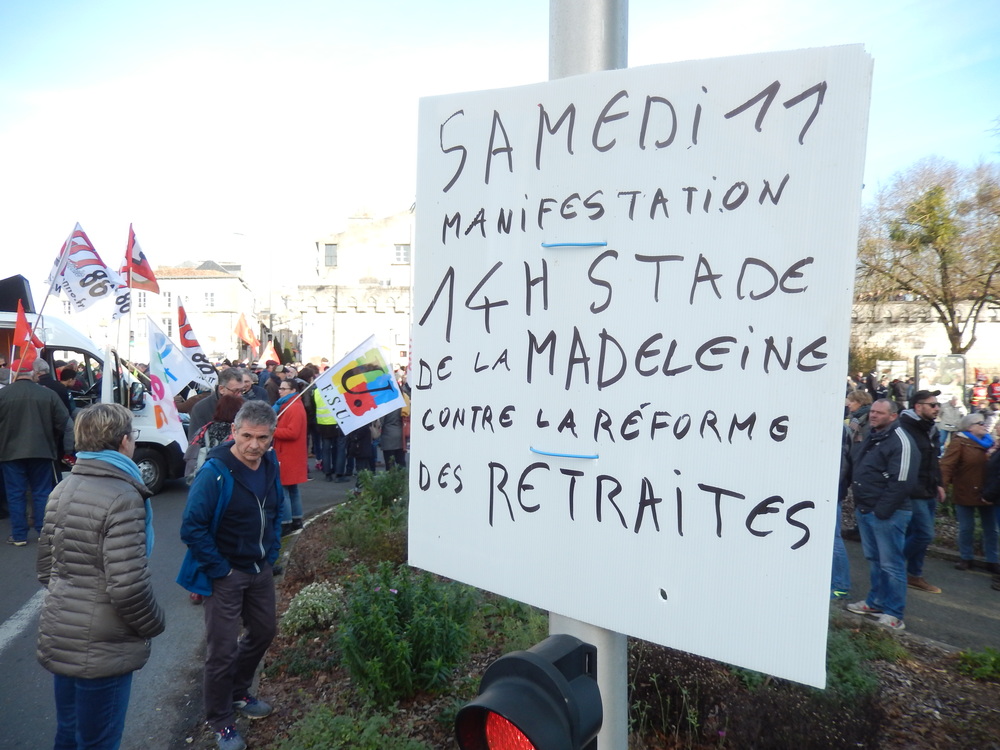 SAMEDI 11
MANIFESTATION
14H STADE
DE LA MADELEINE
CONTRE LA RÉFORME
DES RETRAITES
F.S.U.